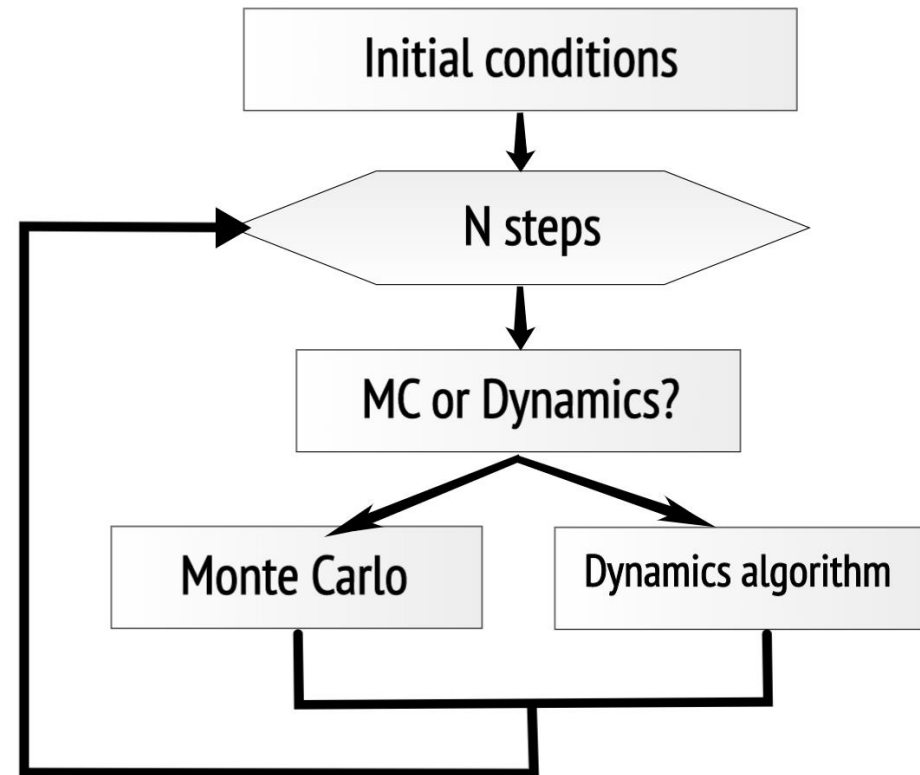 Initial conditions
N steps
MC or Dynamics?
Monte Carlo
Dynamics algorithm